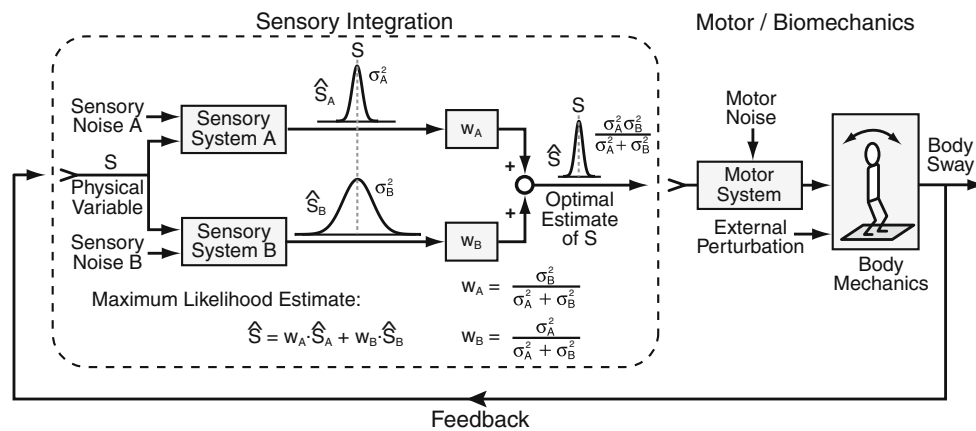 Sensory Integration
Motor / Biomechanics
S
σ²_A
Ŝ_A
Sensory
Noise A
Sensory
System A
w_A
S
Physical
Variable
S
Ŝ
σ²_A σ²_B / (σ²_A + σ²_B)
+
+
Optimal
Estimate
of S
Motor
Noise
Motor
System
External
Perturbation
Body
Sway
Body
Mechanics
Ŝ_B
σ²_B
Sensory
System B
Sensory
Noise B
w_B
Maximum Likelihood Estimate:
Ŝ = w_A·Ŝ_A + w_B·Ŝ_B
w_A = σ²_B / (σ²_A + σ²_B)
w_B = σ²_A / (σ²_A + σ²_B)
Feedback